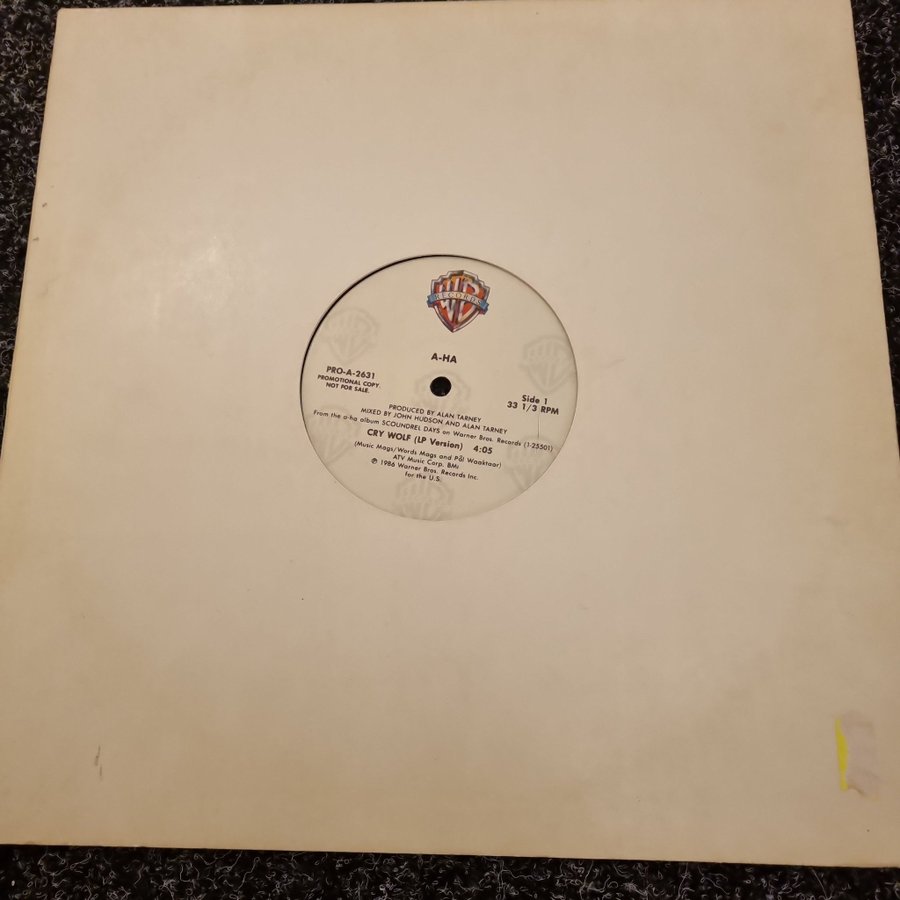 WB
RECORDS
A-HA
PRO-A-2631
PROMOTIONAL COPY.
NOT FOR SALE.
Side 1
33 1/3 RPM
PRODUCED BY ALAN TARNEY
MIXED BY JOHN HUDSON AND ALAN TARNEY
From the a-ha album SCOUNDREL DAYS on Warner Bros. Records (1-25501)
CRY WOLF (LP Version) 4:05
(Music Mags/Words Mags and Pål Waaktaar)
ATV Music Corp. BMI
℗ 1986 Warner Bros. Records Inc.
for the U.S.